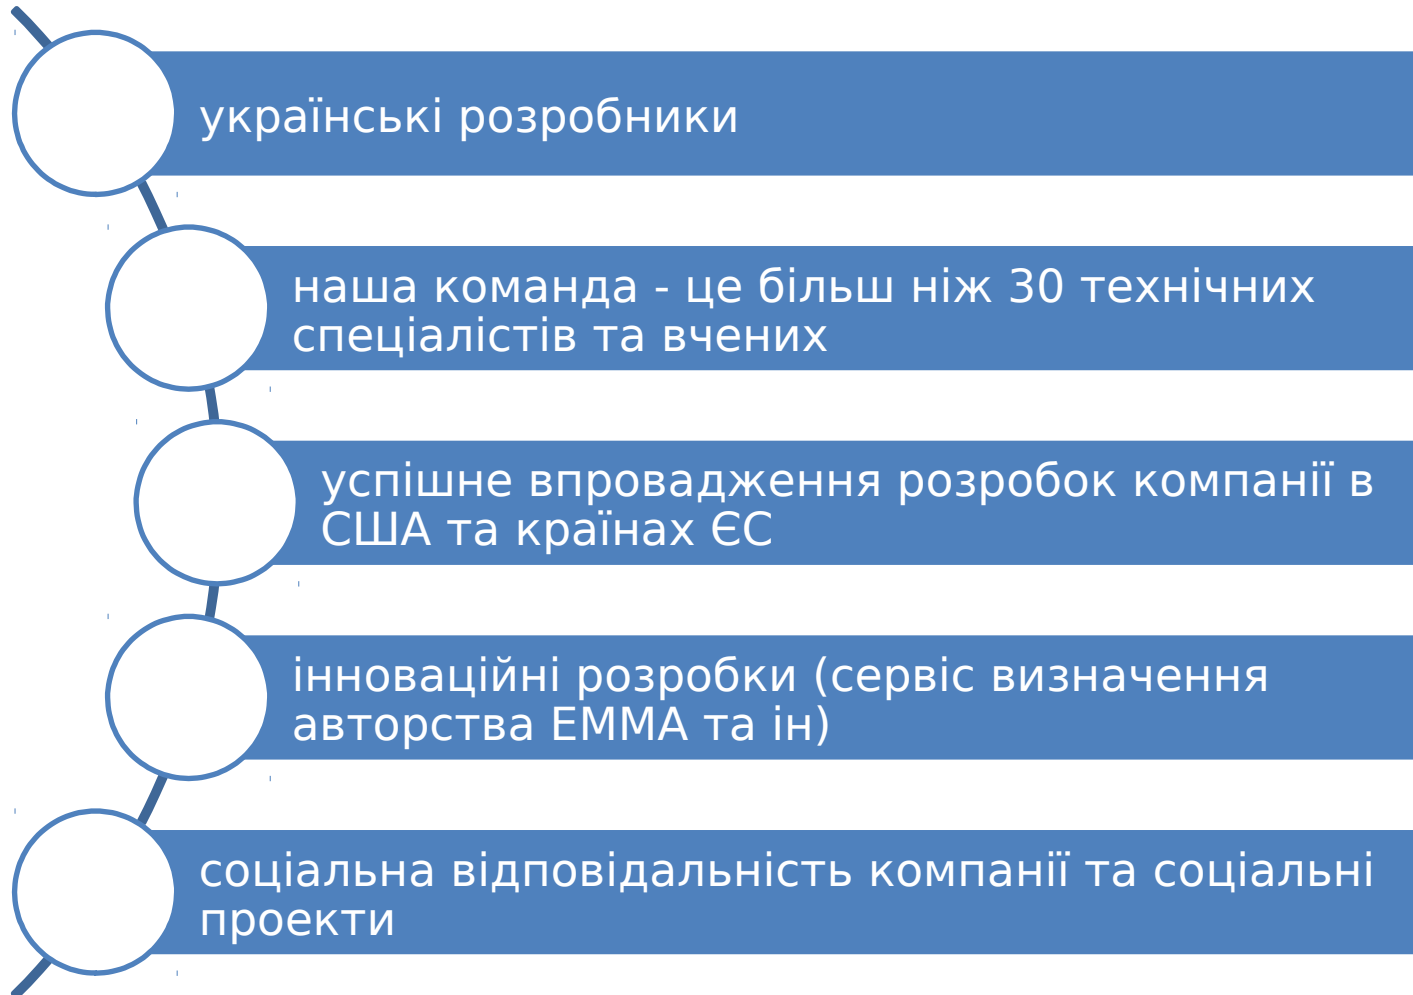 українські розробники
наша команда - це більш ніж 30 технічних
спеціалістів та вчених
успішне впровадження розробок компанії в
США та країнах ЄС
інноваційні розробки (сервіс визначення
авторства ЕММА та ін)
соціальна відповідальність компанії та соціальні
проекти